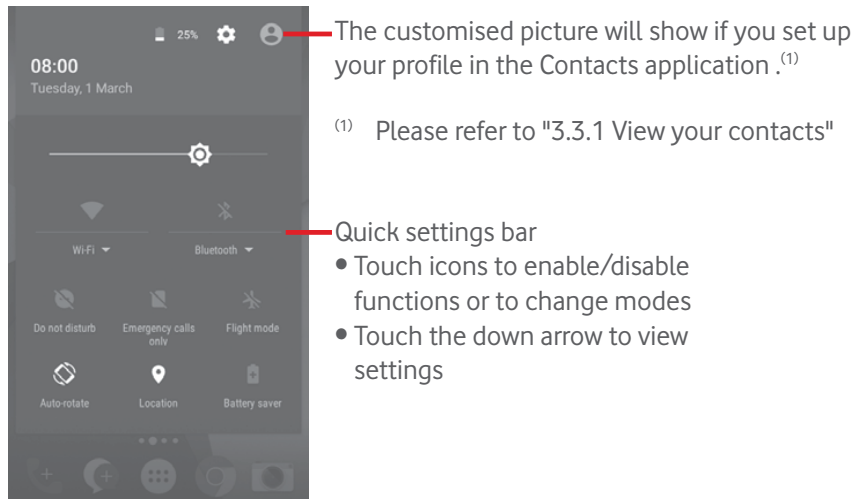 25%
08:00
Tuesday, 1 March
Wi-Fi
Bluetooth
Do not disturb
Emergency calls
only
Flight mode
Auto-rotate
Location
Battery saver
The customised picture will show if you set up
your profile in the Contacts application .(1)
(1) Please refer to "3.3.1 View your contacts"
Quick settings bar
• Touch icons to enable/disable
functions or to change modes
• Touch the down arrow to view
settings